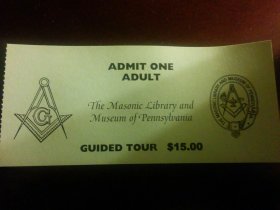 ADMIT ONE
ADULT
The Masonic Library and
Museum of Pennsylvania
G
GUIDED TOUR $15.00